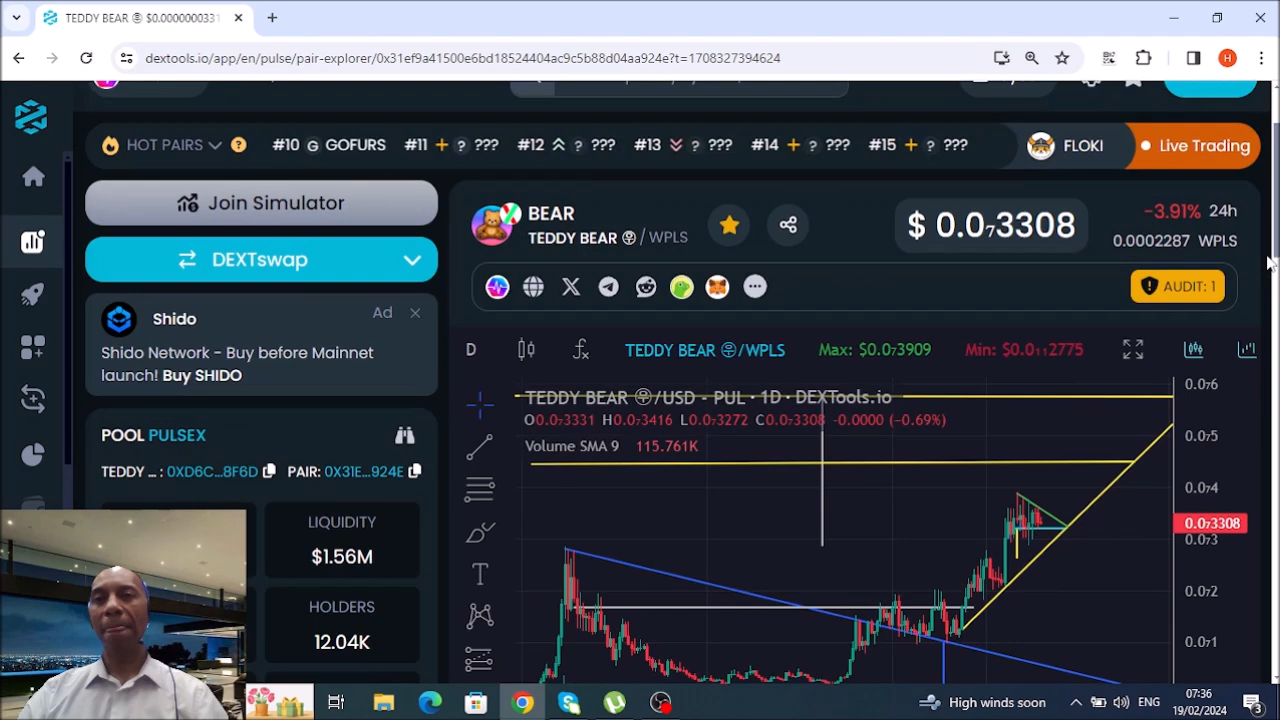 TEDDY BEAR ㉾ $0.0000000331
dextools.io/app/en/pulse/pair-explorer/0x31ef9a41500e6bd18524404ac9c5b88d04aa924e?t=1708327394624
H
HOT PAIRS ? #10 G GOFURS #11 + ? ??? #12 ? ??? #13 ? ??? #14 + ? ??? #15 + ? ??? FLOKI Live Trading
Join Simulator
DEXTswap
Shido Ad
Shido Network - Buy before Mainnet
launch! Buy SHIDO
POOL PULSEX
TEDDY ... : 0XD6C...8F6D PAIR: 0X31E...924E
LIQUIDITY
$1.56M
HOLDERS
12.04K
BEAR
TEDDY BEAR ㉾ / WPLS
$ 0.0₇3308
-3.91% 24h
0.0002287 WPLS
AUDIT: 1
D TEDDY BEAR ㉾/WPLS Max: $0.0₇3909 Min: $0.0₁₁2775
TEDDY BEAR ㉾/USD - PUL · 1D · DEXTools.io
O0.0₇3331 H0.0₇3416 L0.0₇3272 C0.0₇3308 -0.0000 (−0.69%)
Volume SMA 9 115.761K
0.0₇6
0.0₇5
0.0₇4
0.0₇3308
0.0₇3
0.0₇2
0.0₇1
High winds soon ENG 07:36
19/02/2024
3